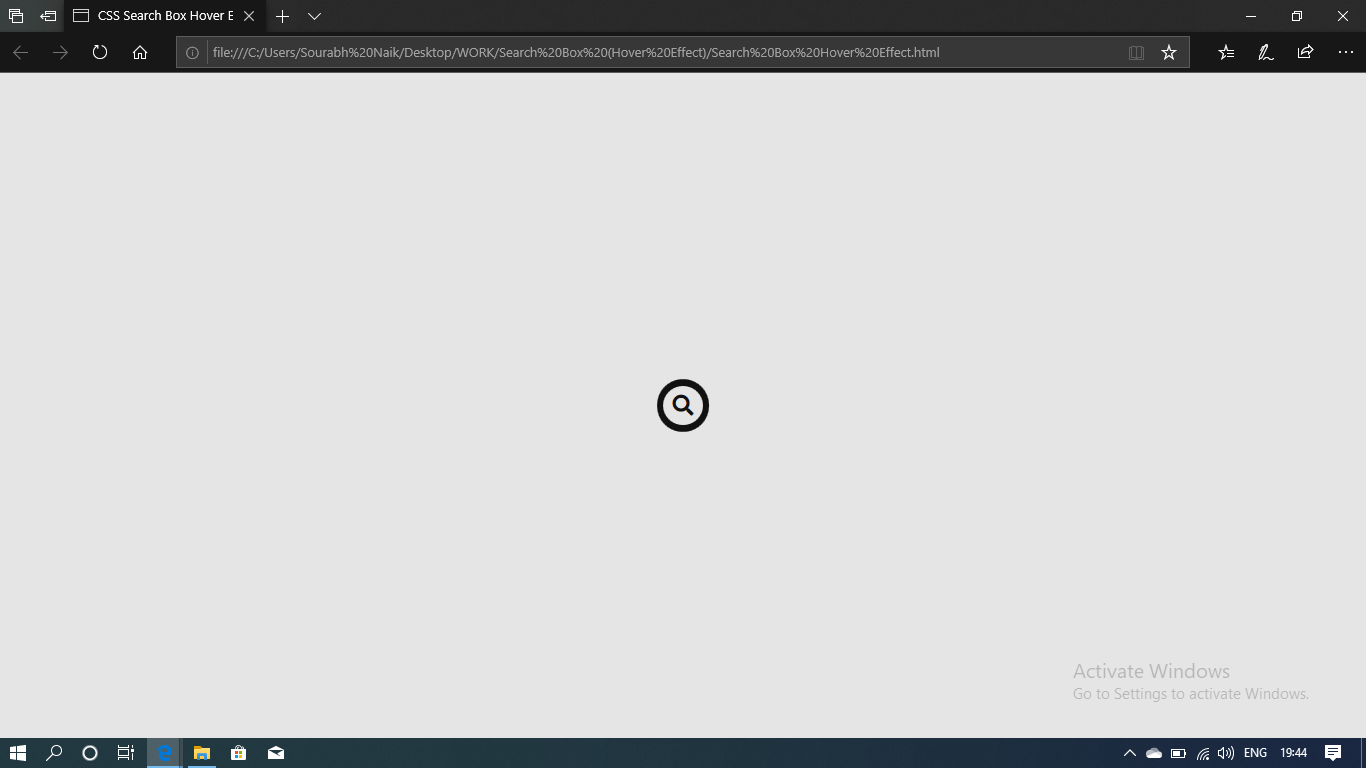 CSS Search Box Hover E
file:///C:/Users/Sourabh%20Naik/Desktop/WORK/Search%20Box%20(Hover%20Effect)/Search%20Box%20Hover%20Effect.html
Activate Windows
Go to Settings to activate Windows.
ENG 19:44